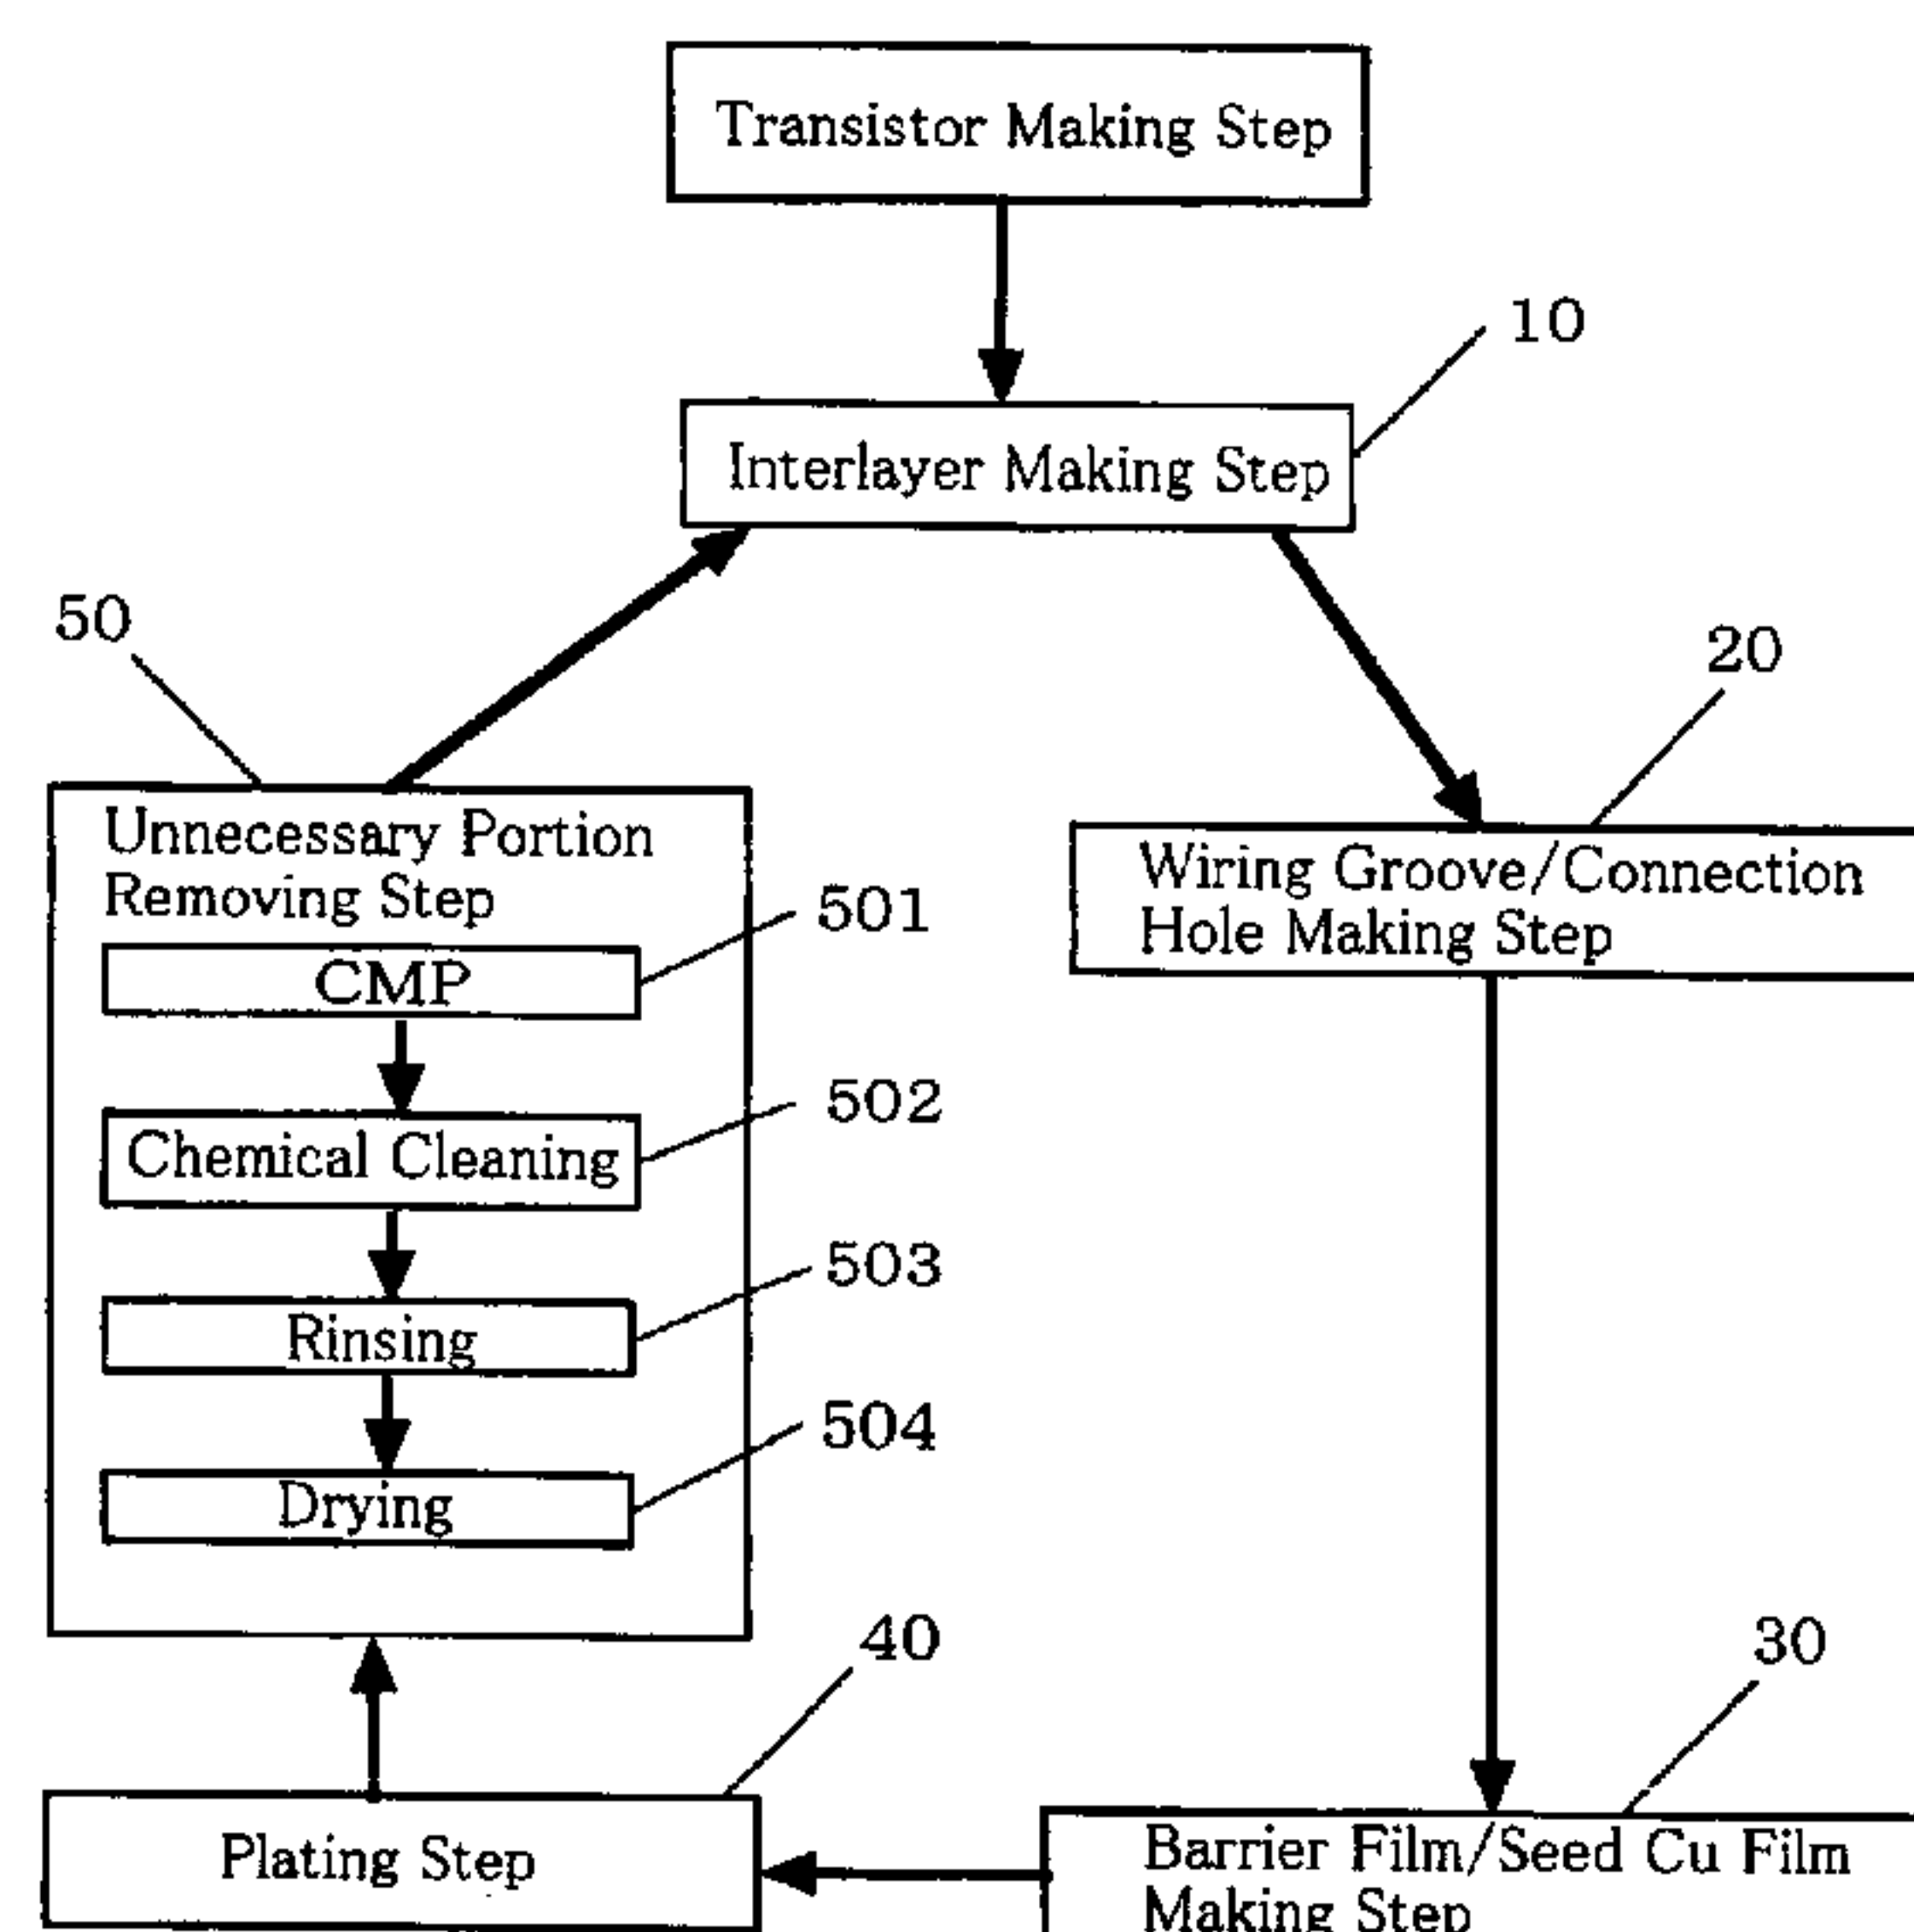 Transistor Making Step
10
Interlayer Making Step
50
20
Unnecessary Portion
Removing Step
501
CMP
Wiring Groove/Connection
Hole Making Step
502
Chemical Cleaning
503
Rinsing
504
Drying
40
30
Plating Step
Barrier Film/Seed Cu Film
Making Step